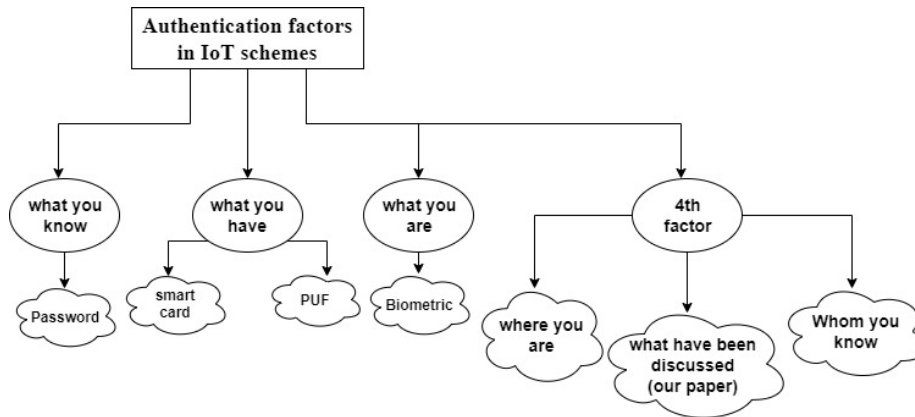 Authentication factors
in IoT schemes
what you
know
what you
have
what you
are
4th
factor
Password
smart
card
PUF
Biometric
where you
are
what have been
discussed
(our paper)
Whom you
know